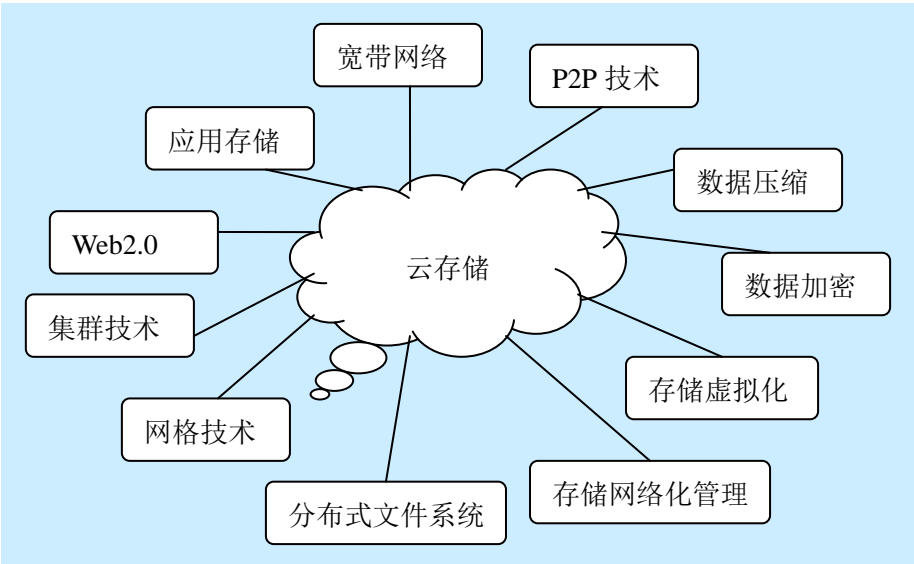 宽带网络
P2P 技术
应用存储
数据压缩
Web2.0
云存储
数据加密
集群技术
存储虚拟化
网格技术
存储网络化管理
分布式文件系统